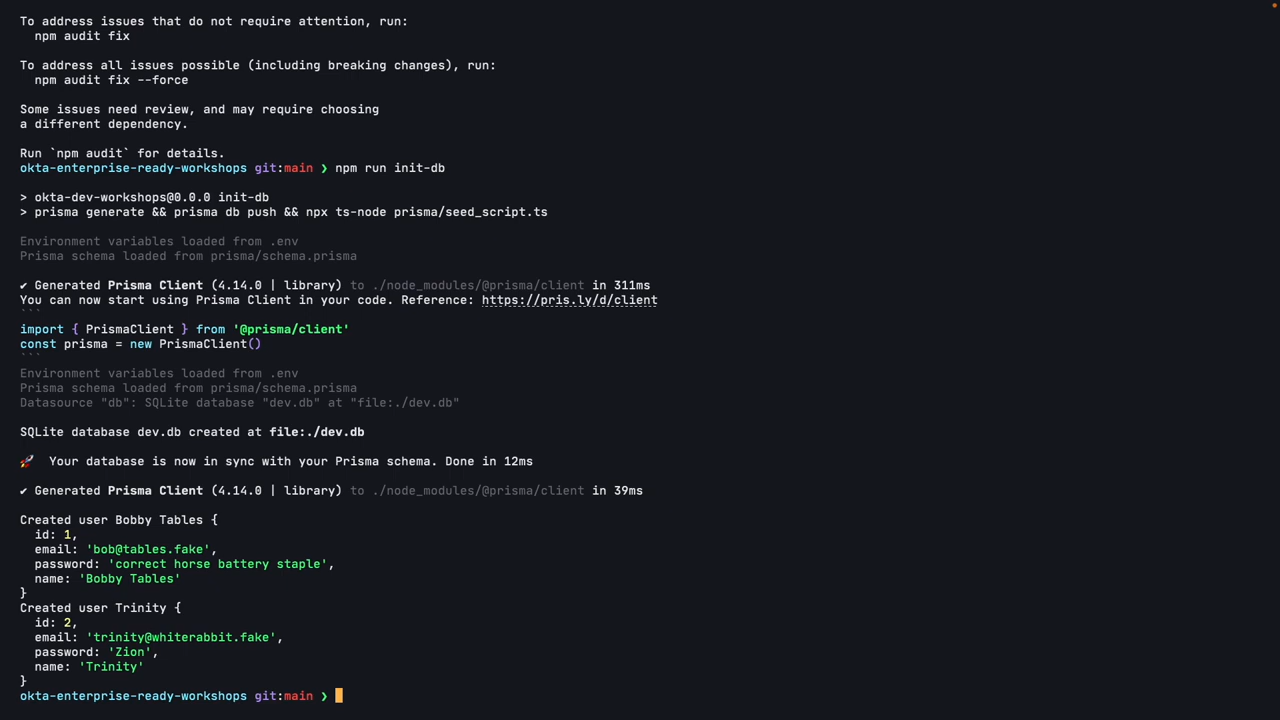 To address issues that do not require attention, run:
  npm audit fix
To address all issues possible (including breaking changes), run:
  npm audit fix --force
Some issues need review, and may require choosing
a different dependency.
Run `npm audit` for details.
okta-enterprise-ready-workshops git:main ❯ npm run init-db
> okta-dev-workshops@0.0.0 init-db
> prisma generate && prisma db push && npx ts-node prisma/seed_script.ts
Environment variables loaded from .env
Prisma schema loaded from prisma/schema.prisma
✔ Generated Prisma Client (4.14.0 | library) to ./node_modules/@prisma/client in 311ms
You can now start using Prisma Client in your code. Reference: https://pris.ly/d/client
```
import { PrismaClient } from '@prisma/client'
const prisma = new PrismaClient()
```
Environment variables loaded from .env
Prisma schema loaded from prisma/schema.prisma
Datasource "db": SQLite database "dev.db" at "file:./dev.db"
SQLite database dev.db created at file:./dev.db
🚀  Your database is now in sync with your Prisma schema. Done in 12ms
✔ Generated Prisma Client (4.14.0 | library) to ./node_modules/@prisma/client in 39ms
Created user Bobby Tables {
  id: 1,
  email: 'bob@tables.fake',
  password: 'correct horse battery staple',
  name: 'Bobby Tables'
}
Created user Trinity {
  id: 2,
  email: 'trinity@whiterabbit.fake',
  password: 'Zion',
  name: 'Trinity'
}
okta-enterprise-ready-workshops git:main ❯